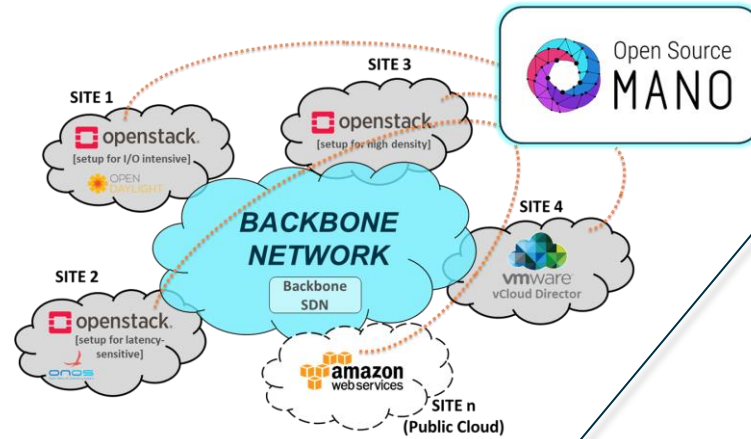 Open Source
MANO
SITE 1
openstack.
[setup for I/O intensive]
OPEN
DAYLIGHT
SITE 3
openstack.
[setup for high density]
SITE 4
vmware
vCloud Director
BACKBONE
NETWORK
Backbone
SDN
SITE 2
openstack.
[setup for latency-
sensitive]
onos
amazon
webservices
SITE n
(Public Cloud)